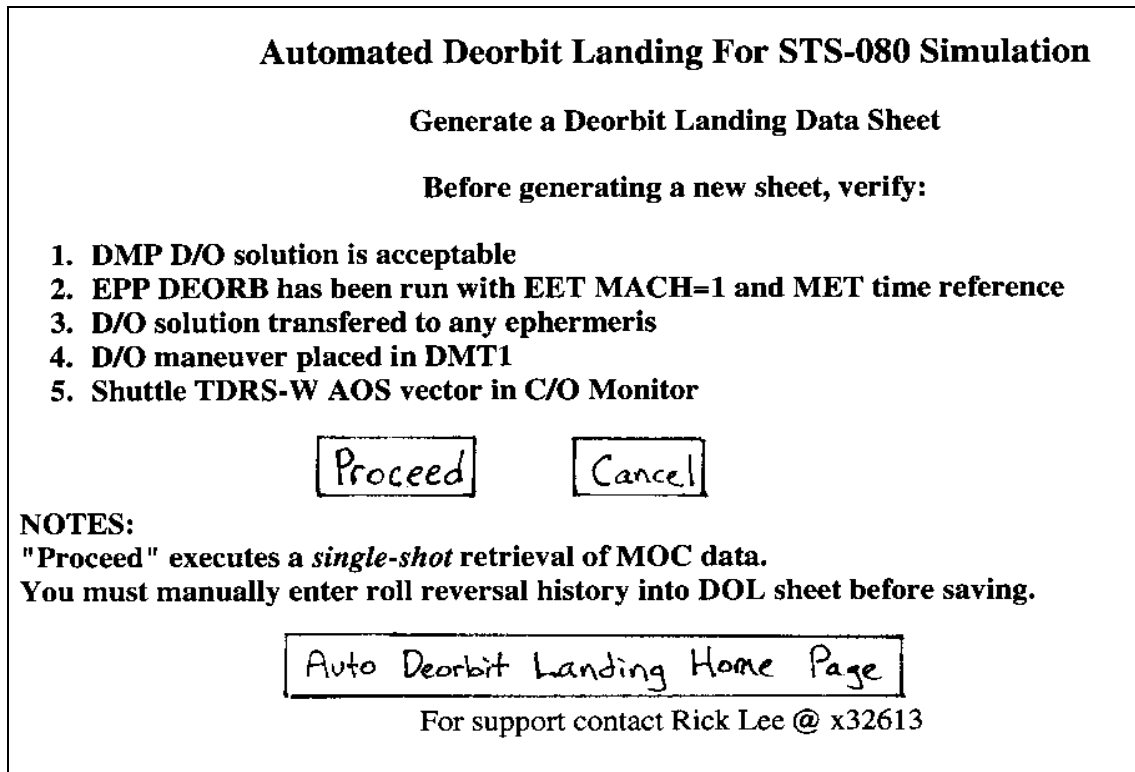 Automated Deorbit Landing For STS-080 Simulation
Generate a Deorbit Landing Data Sheet
Before generating a new sheet, verify:
1. DMP D/O solution is acceptable
2. EPP DEORB has been run with EET MACH=1 and MET time reference
3. D/O solution transfered to any ephermeris
4. D/O maneuver placed in DMT1
5. Shuttle TDRS-W AOS vector in C/O Monitor
Proceed Cancel
NOTES:
"Proceed" executes a single-shot retrieval of MOC data.
You must manually enter roll reversal history into DOL sheet before saving.
Auto Deorbit Landing Home Page
For support contact Rick Lee @ x32613